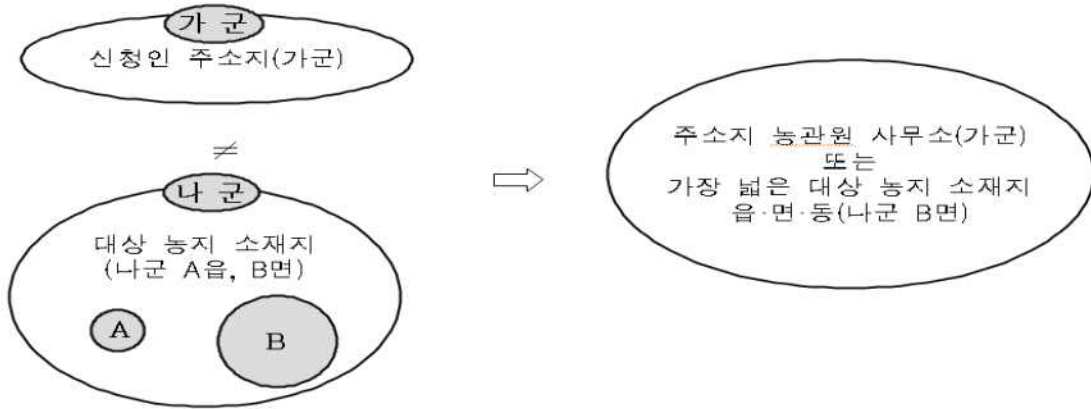 가 군
신청인 주소지(가군)
≠
나 군
대상 농지 소재지
(나군 A읍, B면)
A
B
⇨
주소지 농관원 사무소(가군)
또는
가장 넓은 대상 농지 소재지
읍·면·동(나군 B면)